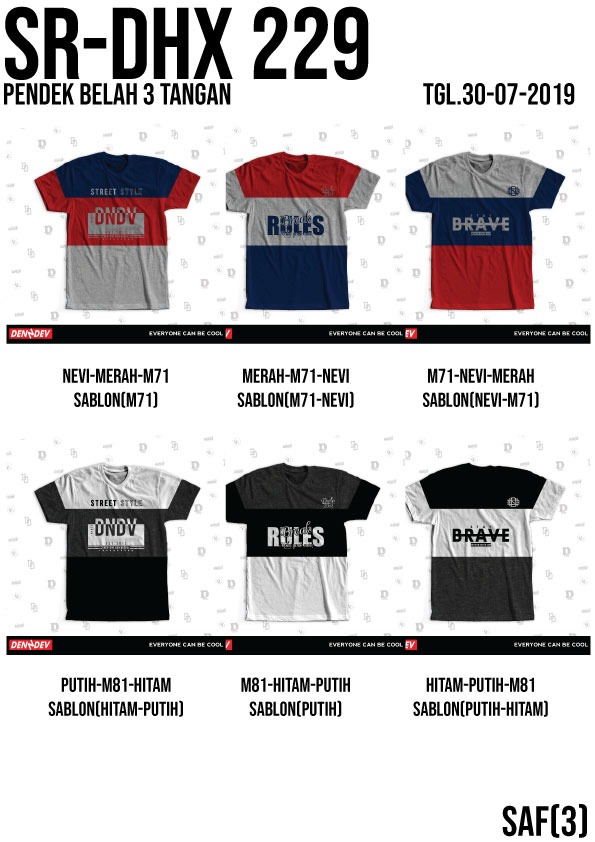 SR-DHX 229
PENDEK BELAH 3 TANGAN
TGL.30-07-2019
STREET STYLE
DNDV
Break
RULES
BRAVE
DENNDEV
EVERYONE CAN BE COOL
EVERYONE CAN BE COOL
EVERYONE CAN BE COOL
NEVI-MERAH-M71
SABLON(M71)
MERAH-M71-NEVI
SABLON(M71-NEVI)
M71-NEVI-MERAH
SABLON(NEVI-M71)
STREET STYLE
DNDV
Break
RULES
BRAVE
DENNDEV
EVERYONE CAN BE COOL
EVERYONE CAN BE COOL
EVERYONE CAN BE COOL
PUTIH-M81-HITAM
SABLON(HITAM-PUTIH)
M81-HITAM-PUTIH
SABLON(PUTIH)
HITAM-PUTIH-M81
SABLON(PUTIH-HITAM)
SAF(3)